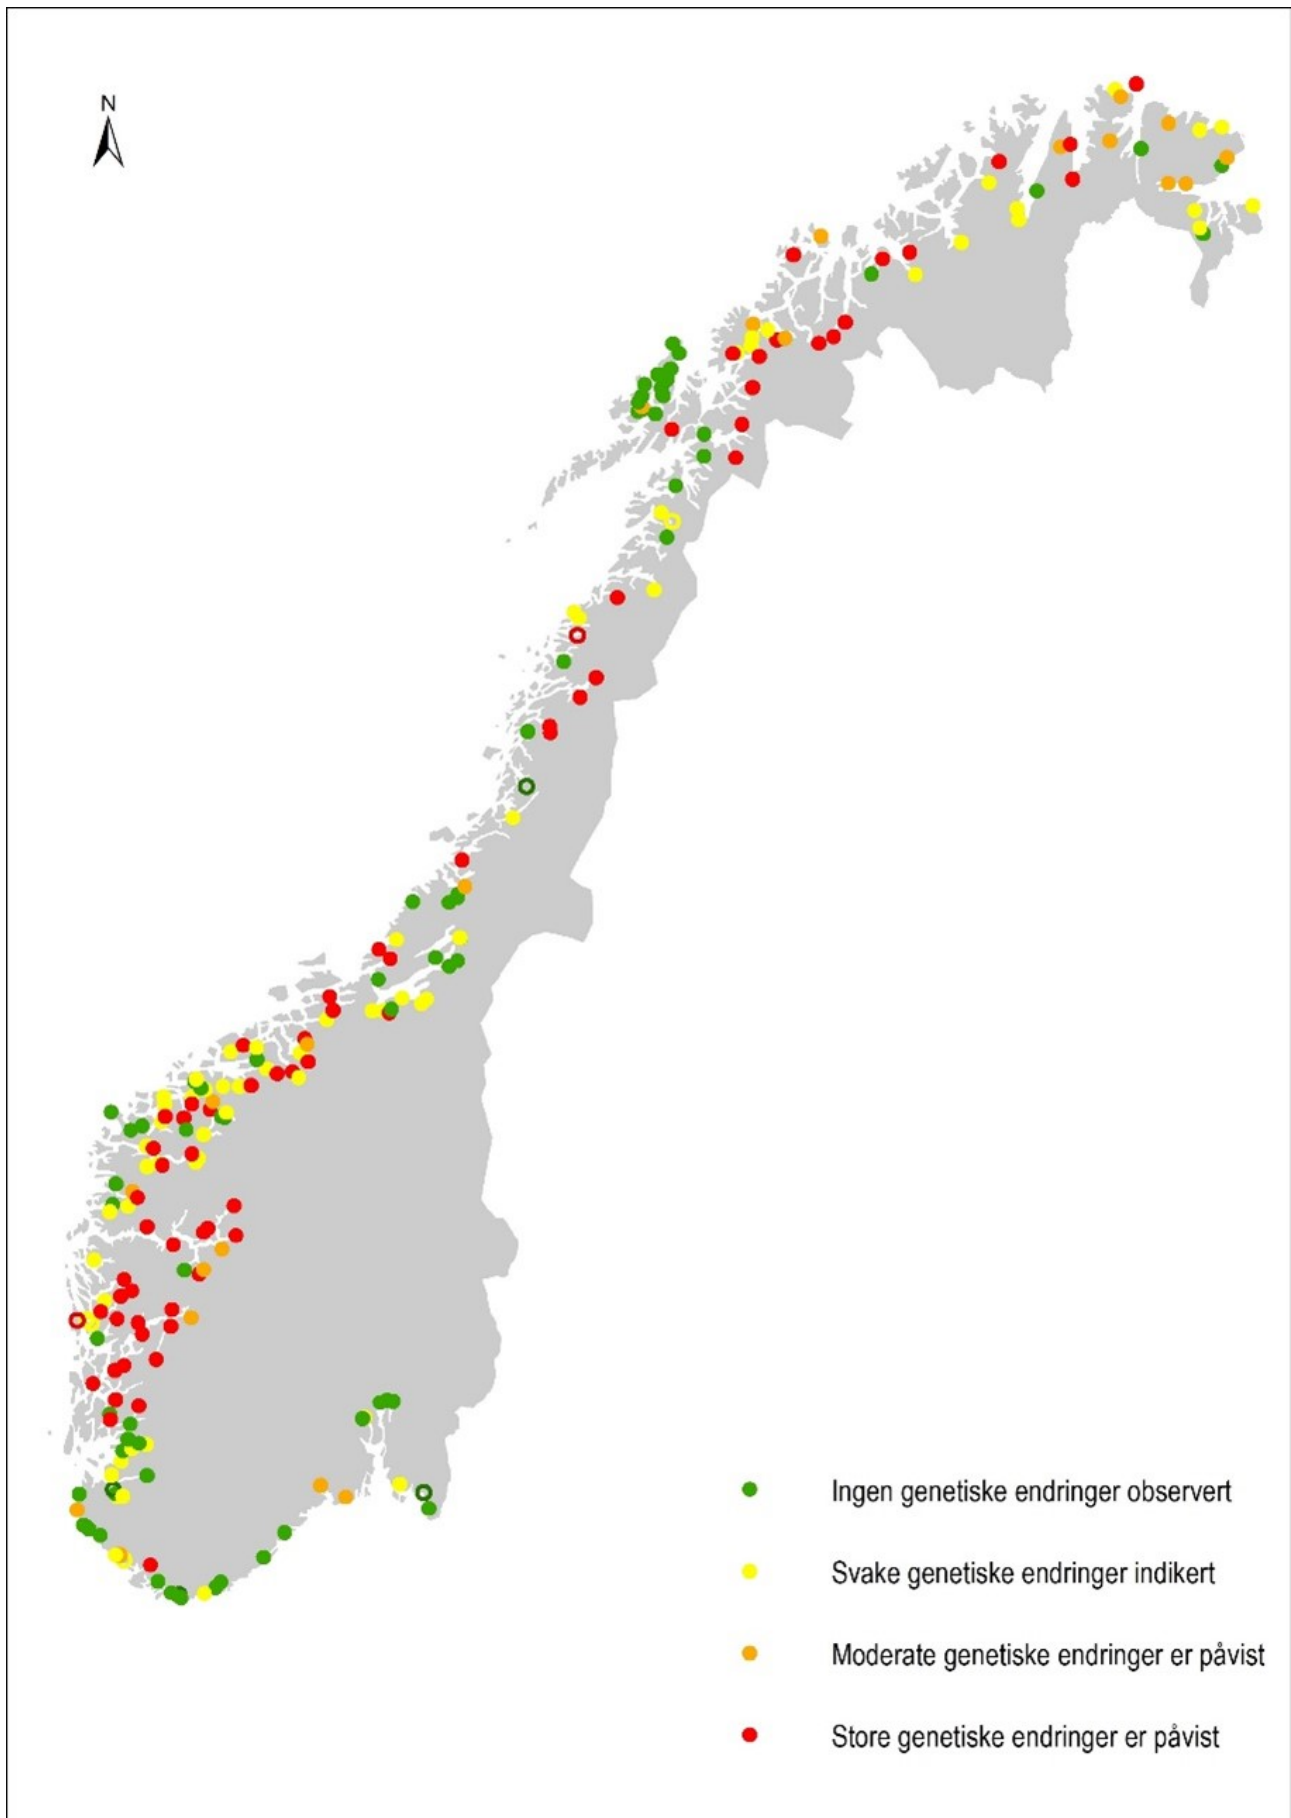 N
Ingen genetiske endringer observert
Svake genetiske endringer indikert
Moderate genetiske endringer er påvist
Store genetiske endringer er påvist